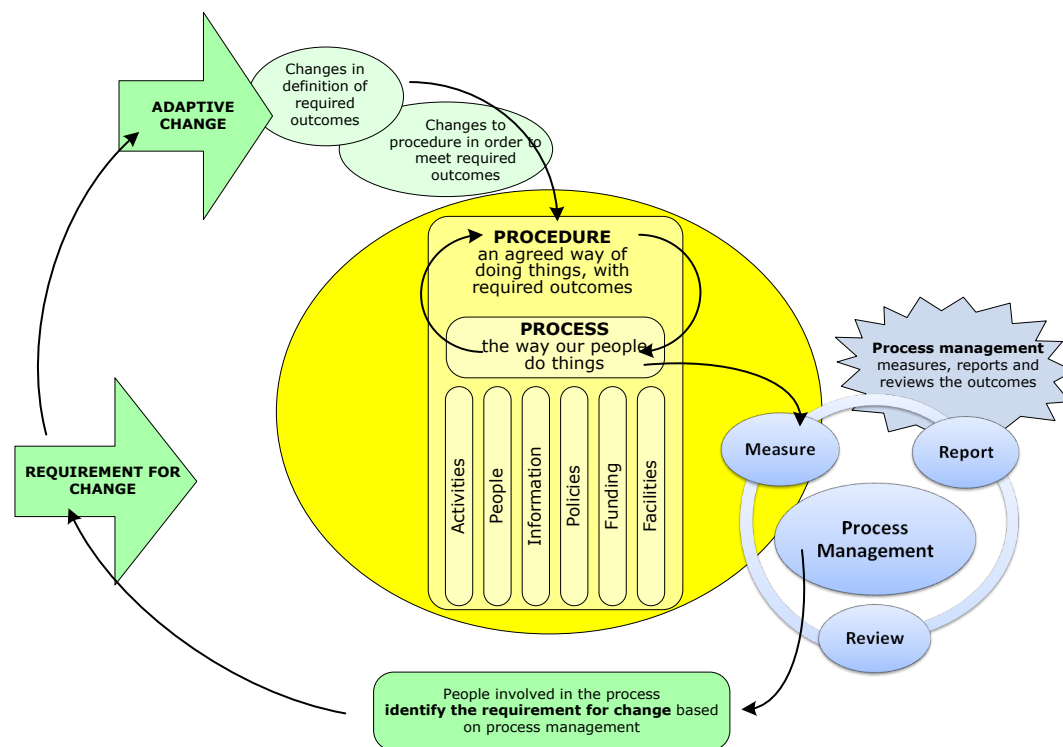 Changes in
definition of
required
outcomes
ADAPTIVE
CHANGE
Changes to
procedure in order to
meet required
outcomes
PROCEDURE
an agreed way of
doing things, with
required outcomes
PROCESS
the way our people
do things
Activities
People
Information
Policies
Funding
Facilities
Process management
measures, reports and
reviews the outcomes
Measure
Report
Process
Management
Review
REQUIREMENT FOR
CHANGE
People involved in the process
identify the requirement for change based
on process management